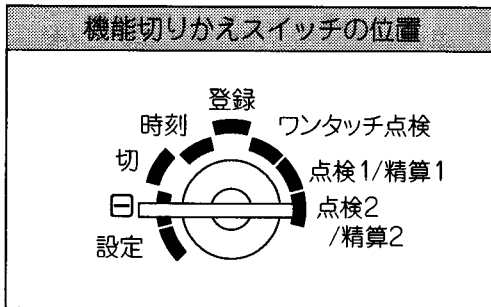 機能切りかえスイッチの位置
登録
時刻
ワンタッチ点検
切
点検1/精算1
日
点検2
/精算2
設定